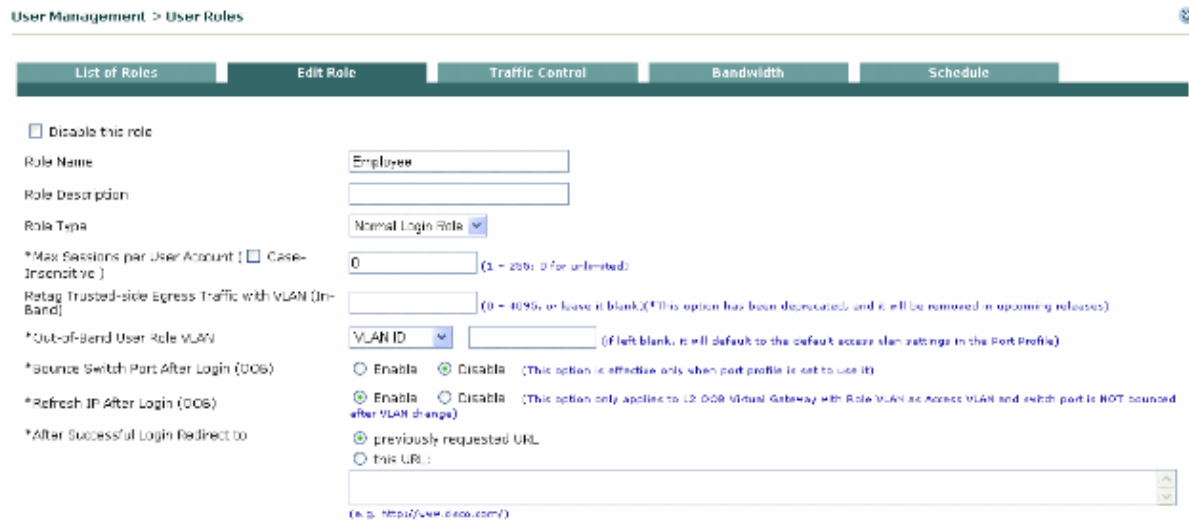 User Management > User Roles
List of Roles
Edit Role
Traffic Control
Bandwidth
Schedule
Disable this role
Role Name
Employee
Role Description
Role Type
Normal Login Role
*Max Sessions per User Account ( Case-
Insensitive )
0
(1 - 255; 0 for unlimited)
Retag Trusted-side Egress Traffic with VLAN (In-
Band)
(0 - 4095, or leave it blank)(*This option has been deprecated, and it will be removed in upcoming releases)
*Out-of-Band User Role VLAN
VLAN ID
(if left blank, it will default to the default access vlan settings in the Port Profile)
*Bounce Switch Port After Login (OOB)
Enable
Disable
(This option is effective only when port profile is set to use it)
*Refresh IP After Login (OOB)
Enable
Disable
(This option only applies to L2 OOB Virtual Gateway with Role VLAN as Access VLAN and switch port is NOT bounced
after VLAN change)
*After Successful Login Redirect to
previously requested URL
this URL:
(e.g. http://www.cisco.com/)